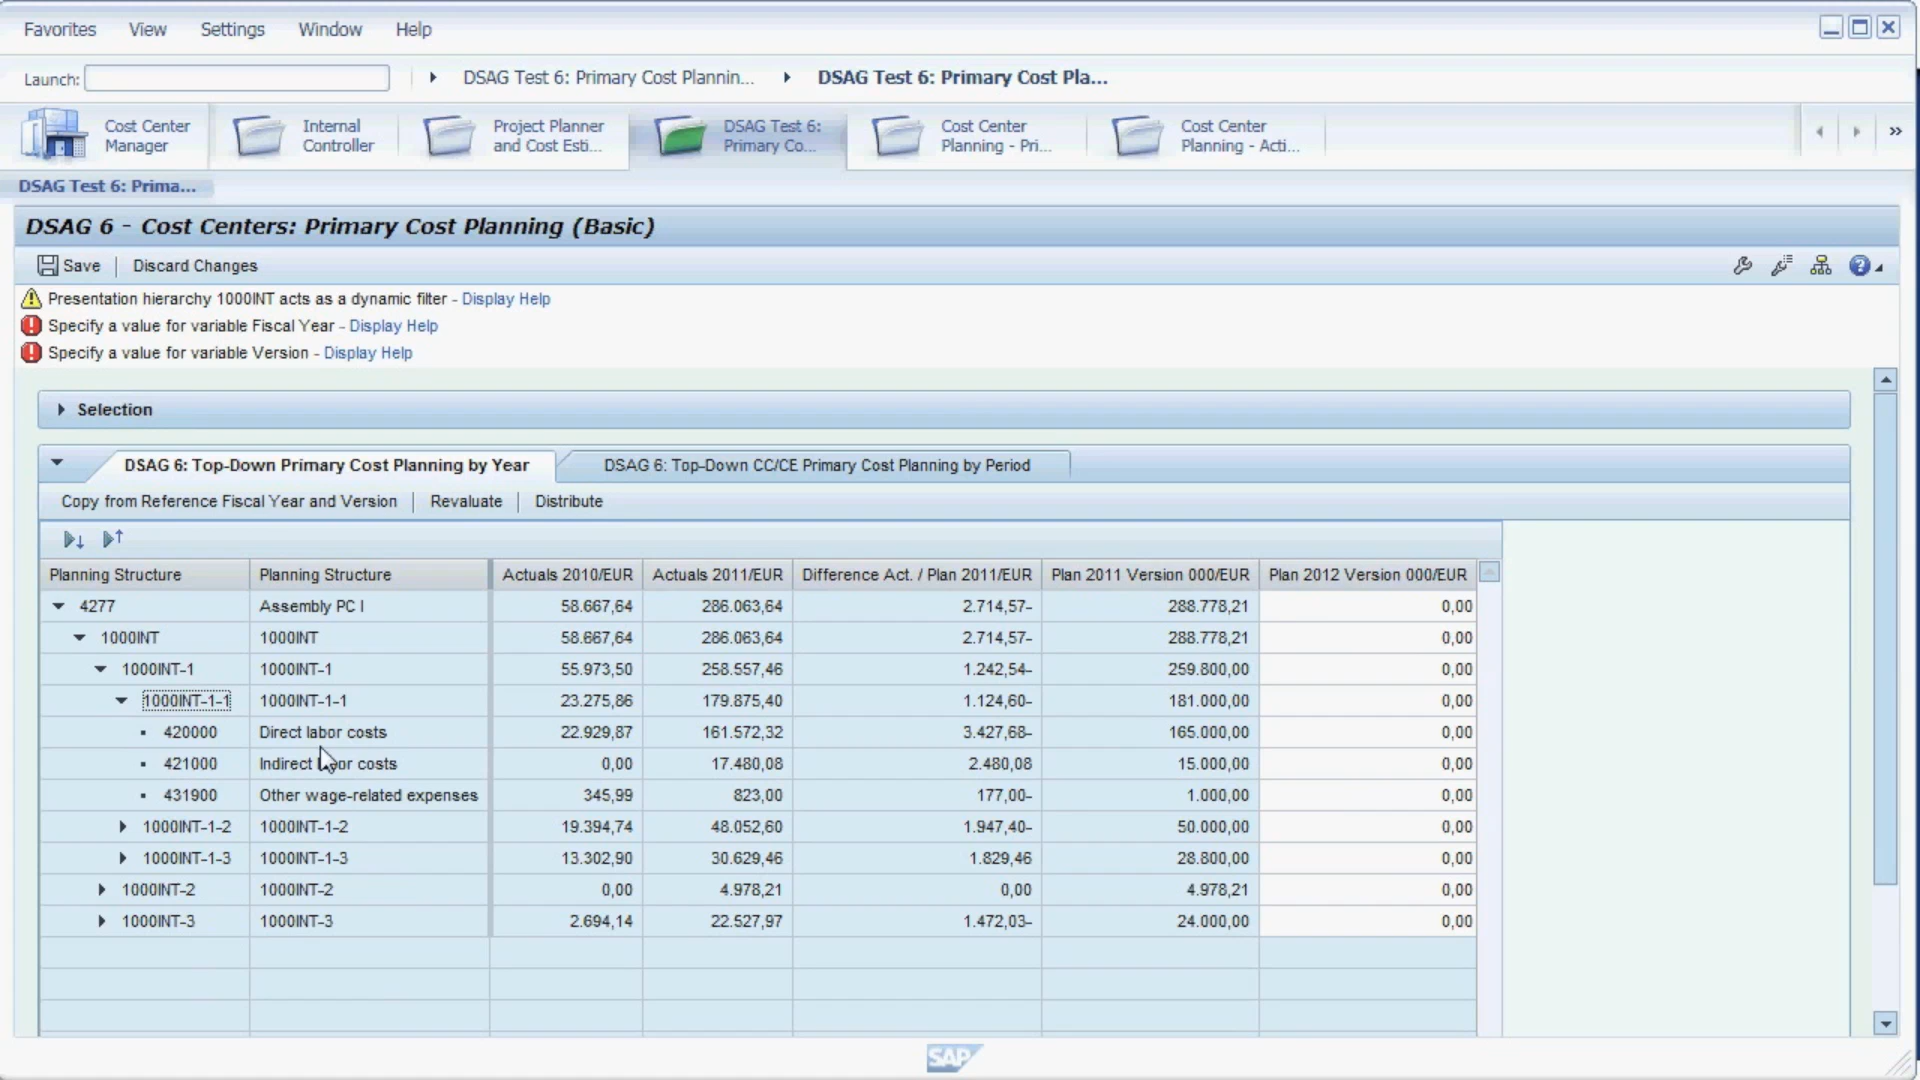 Favorites View Settings Window Help
Launch: DSAG Test 6: Primary Cost Plannin... DSAG Test 6: Primary Cost Pla...
Cost Center Manager
Internal Controller
Project Planner and Cost Esti...
DSAG Test 6: Primary Co...
Cost Center Planning - Pri...
Cost Center Planning - Acti...
DSAG Test 6: Prima...
DSAG 6 - Cost Centers: Primary Cost Planning (Basic)
Save Discard Changes
Presentation hierarchy 1000INT acts as a dynamic filter - Display Help
Specify a value for variable Fiscal Year - Display Help
Specify a value for variable Version - Display Help
Selection
DSAG 6: Top-Down Primary Cost Planning by Year DSAG 6: Top-Down CC/CE Primary Cost Planning by Period
Copy from Reference Fiscal Year and Version Revaluate Distribute
Planning Structure Planning Structure Actuals 2010/EUR Actuals 2011/EUR Difference Act. / Plan 2011/EUR Plan 2011 Version 000/EUR Plan 2012 Version 000/EUR
4277 Assembly PC I 58.667,64 286.063,64 2.714,57- 288.778,21 0,00
1000INT 1000INT 58.667,64 286.063,64 2.714,57- 288.778,21 0,00
1000INT-1 1000INT-1 55.973,50 258.557,46 1.242,54- 259.800,00 0,00
1000INT-1-1 1000INT-1-1 23.275,86 179.875,40 1.124,60- 181.000,00 0,00
420000 Direct labor costs 22.929,87 161.572,32 3.427,68- 165.000,00 0,00
421000 Indirect labor costs 0,00 17.480,08 2.480,08 15.000,00 0,00
431900 Other wage-related expenses 345,99 823,00 177,00- 1.000,00 0,00
1000INT-1-2 1000INT-1-2 19.394,74 48.052,60 1.947,40- 50.000,00 0,00
1000INT-1-3 1000INT-1-3 13.302,90 30.629,46 1.829,46 28.800,00 0,00
1000INT-2 1000INT-2 0,00 4.978,21 0,00 4.978,21 0,00
1000INT-3 1000INT-3 2.694,14 22.527,97 1.472,03- 24.000,00 0,00
SAP